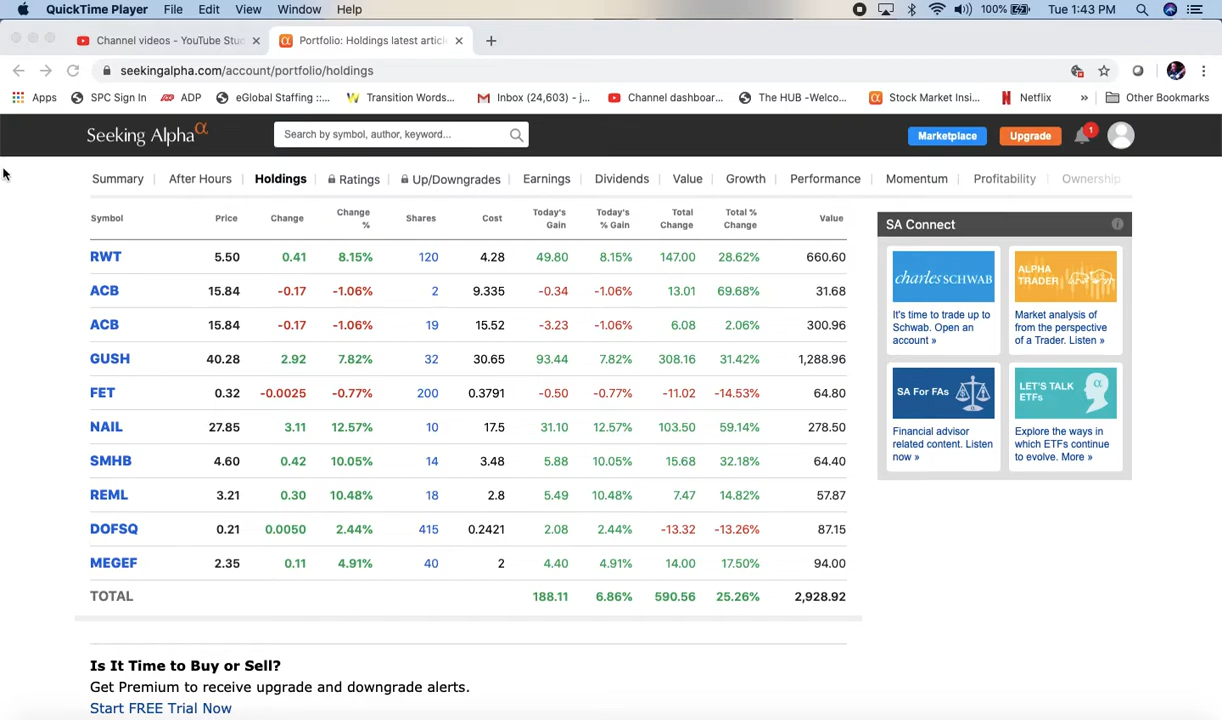 QuickTime Player File Edit View Window Help 100% Tue 1:43 PM
Channel videos - YouTube Stu Portfolio: Holdings latest articl
seekingalpha.com/account/portfolio/holdings
Apps SPC Sign In ADP eGlobal Staffing ::... Transition Words... Inbox (24,603) - j... Channel dashboar... The HUB -Welco... Stock Market Insi... Netflix » Other Bookmarks
Seeking Alpha α Search by symbol, author, keyword... Marketplace Upgrade 1
Summary After Hours Holdings Ratings Up/Downgrades Earnings Dividends Value Growth Performance Momentum Profitability Ownership
Symbol Price Change Change % Shares Cost Today's Gain Today's % Gain Total Change Total % Change Value
RWT 5.50 0.41 8.15% 120 4.28 49.80 8.15% 147.00 28.62% 660.60
ACB 15.84 -0.17 -1.06% 2 9.335 -0.34 -1.06% 13.01 69.68% 31.68
ACB 15.84 -0.17 -1.06% 19 15.52 -3.23 -1.06% 6.08 2.06% 300.96
GUSH 40.28 2.92 7.82% 32 30.65 93.44 7.82% 308.16 31.42% 1,288.96
FET 0.32 -0.0025 -0.77% 200 0.3791 -0.50 -0.77% -11.02 -14.53% 64.80
NAIL 27.85 3.11 12.57% 10 17.5 31.10 12.57% 103.50 59.14% 278.50
SMHB 4.60 0.42 10.05% 14 3.48 5.88 10.05% 15.68 32.18% 64.40
REML 3.21 0.30 10.48% 18 2.8 5.49 10.48% 7.47 14.82% 57.87
DOFSQ 0.21 0.0050 2.44% 415 0.2421 2.08 2.44% -13.32 -13.26% 87.15
MEGEF 2.35 0.11 4.91% 40 2 4.40 4.91% 14.00 17.50% 94.00
TOTAL 188.11 6.86% 590.56 25.26% 2,928.92
SA Connect
charles SCHWAB
It's time to trade up to
Schwab. Open an
account »
ALPHA
TRADER
Market analysis of
from the perspective
of a Trader. Listen »
SA For FAs
Financial advisor
related content. Listen
now »
LET'S TALK
ETFs
α
Explore the ways in
which ETFs continue
to evolve. More »
Is It Time to Buy or Sell?
Get Premium to receive upgrade and downgrade alerts.
Start FREE Trial Now